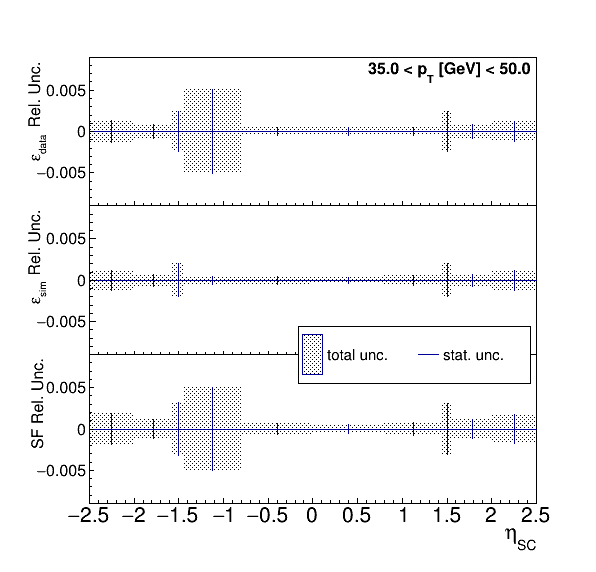 35.0 < p_T [GeV] < 50.0
ε_data Rel. Unc.
0.005
0
−0.005
ε_sim Rel. Unc.
0.005
0
−0.005
total unc.
stat. unc.
SF Rel. Unc.
0.005
0
−0.005
−2.5 −2 −1.5 −1 −0.5 0 0.5 1 1.5 2 2.5
η_SC